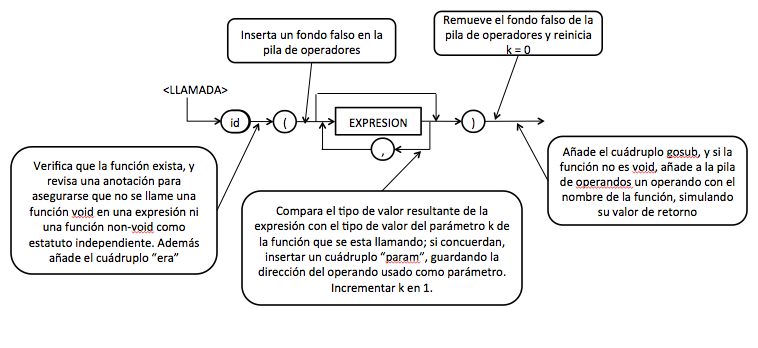 Inserta un fondo falso en la
pila de operadores
Remueve el fondo falso de la
pila de operadores y reinicia
k = 0
<LLAMADA>
id
(
EXPRESION
)
,
Verifica que la función exista, y
revisa una anotación para
asegurarse que no se llame una
función void en una expresión ni
una función non-void como
estatuto independiente. Además
añade el cuádruplo “era”
Compara el tipo de valor resultante de la
expresión con el tipo de valor del parámetro k de
la función que se esta llamando; si concuerdan,
insertar un cuádruplo “param”, guardando la
dirección del operando usado como parámetro.
Incrementar k en 1.
Añade el cuádruplo gosub, y si la
función no es void, añade a la pila
de operandos un operando con el
nombre de la función, simulando
su valor de retorno